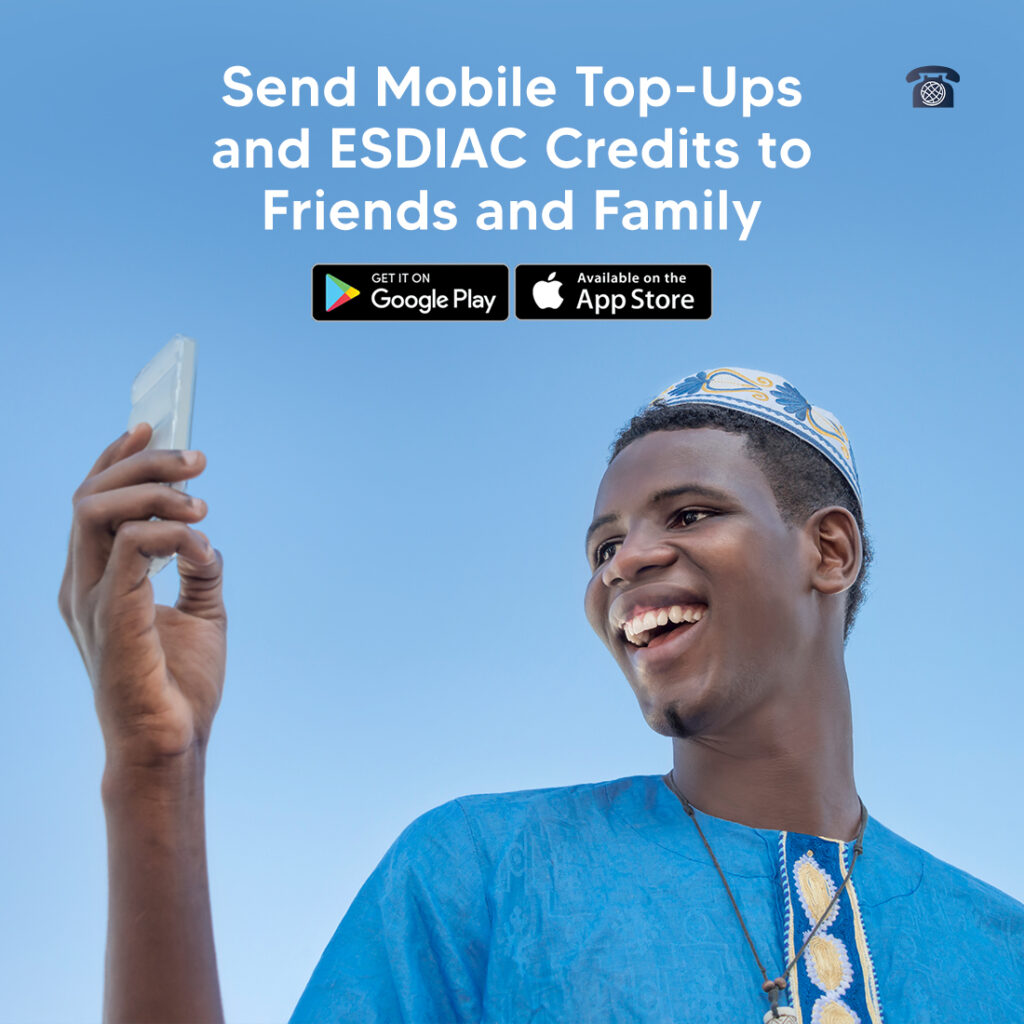 Send Mobile Top-Ups
and ESDIAC Credits to
Friends and Family
GET IT ON
Google Play
Available on the
App Store